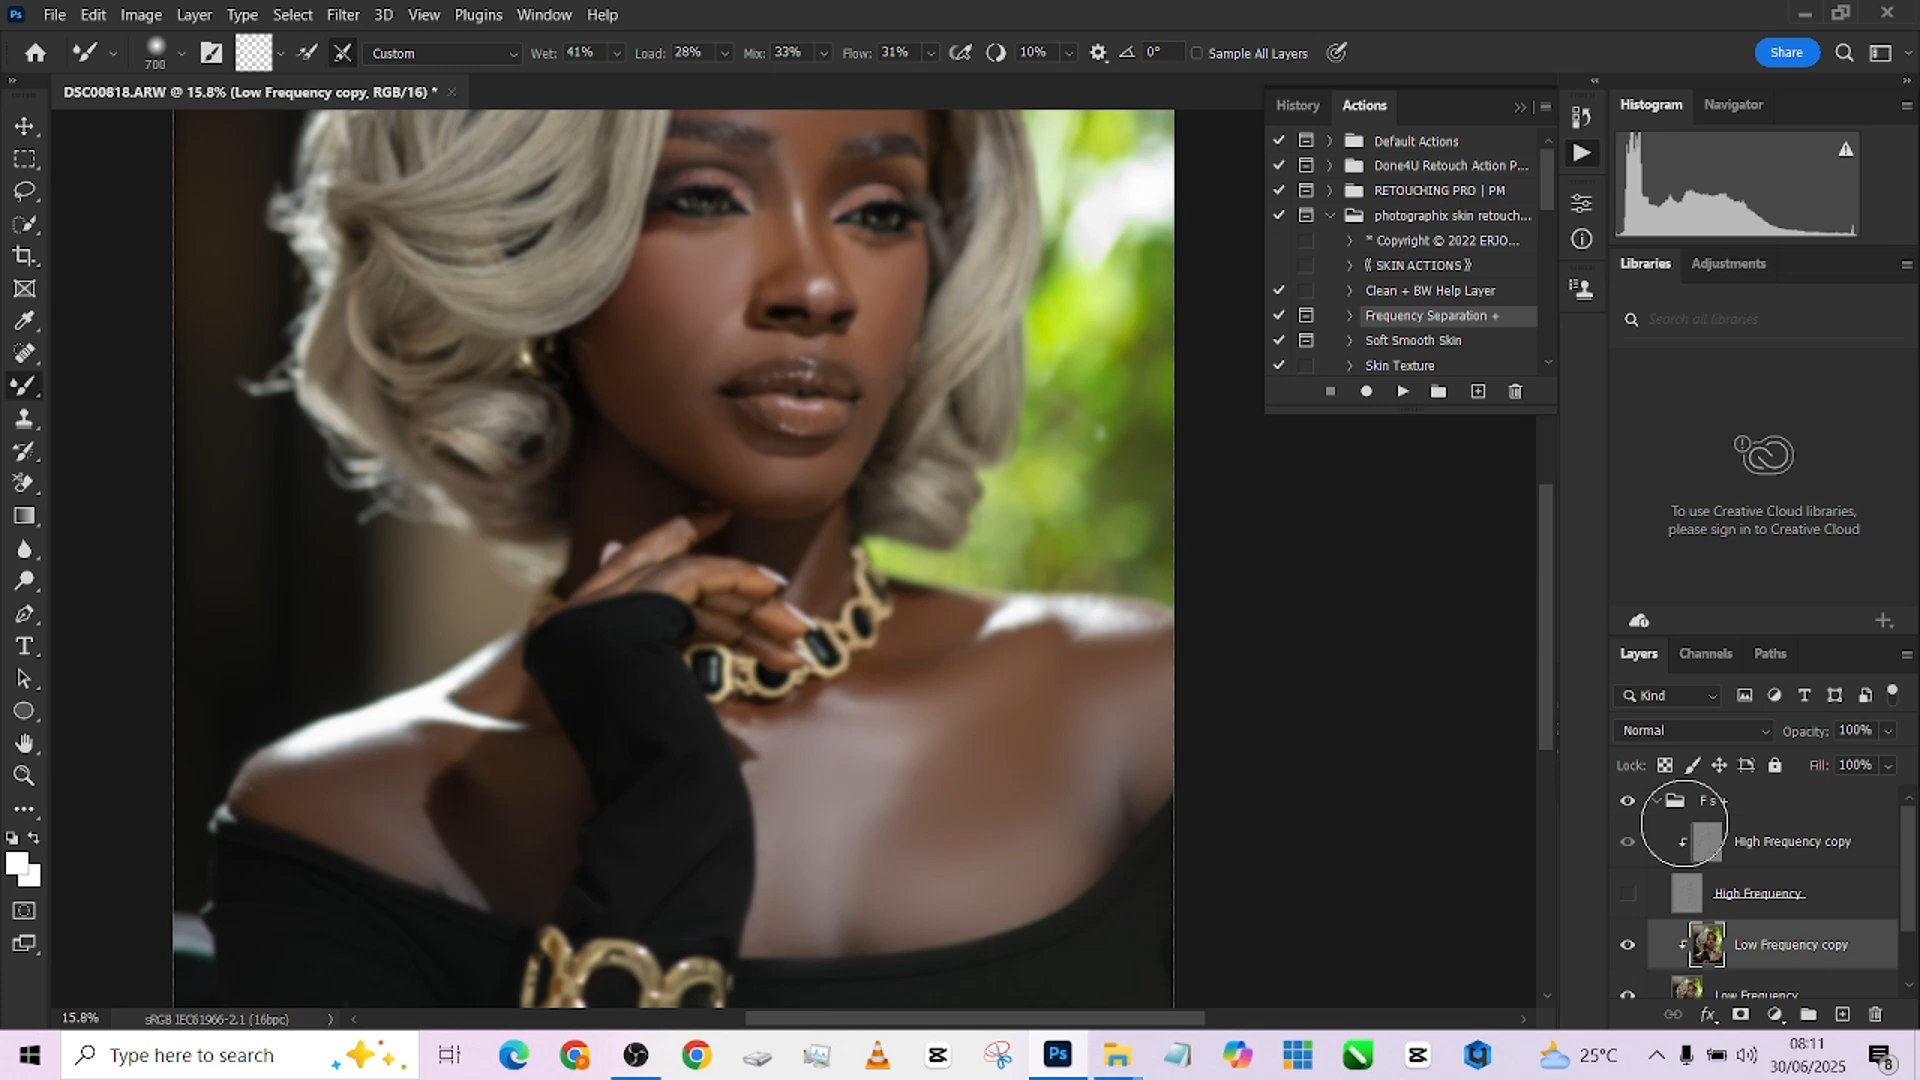 Ps File Edit Image Layer Type Select Filter 3D View Plugins Window Help
700 Custom Wet: 41% Load: 28% Mix: 33% Flow: 31% 10% 0° Sample All Layers Share
DSC00818.ARW @ 15.8% (Low Frequency copy, RGB/16) *
History Actions
Default Actions
Done4U Retouch Action P...
RETOUCHING PRO | PM
photographix skin retouch...
* Copyright © 2022 ERJO...
⟪ SKIN ACTIONS ⟫
Clean + BW Help Layer
Frequency Separation +
Soft Smooth Skin
Skin Texture
Histogram Navigator
Libraries Adjustments
Search all libraries
To use Creative Cloud libraries,
please sign in to Creative Cloud
Layers Channels Paths
Kind
Normal Opacity: 100%
Lock: Fill: 100%
F s +
High Frequency copy
High Frequency
Low Frequency copy
Low Frequency
fx
T
15.8% sRGB IEC61966-2.1 (16bpc)
Type here to search
Ps
25°C
08:11
30/06/2025
8